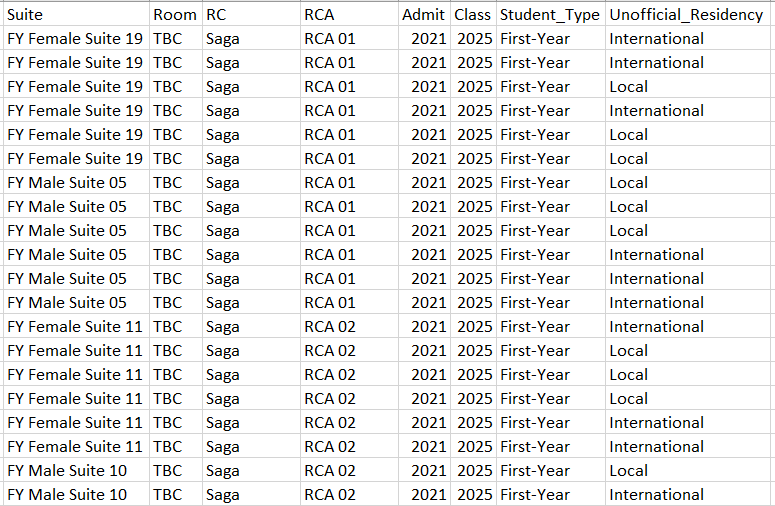 Suite Room RC RCA Admit Class Student_Type Unofficial_Residency
FY Female Suite 19 TBC Saga RCA 01 2021 2025 First-Year International
FY Female Suite 19 TBC Saga RCA 01 2021 2025 First-Year International
FY Female Suite 19 TBC Saga RCA 01 2021 2025 First-Year Local
FY Female Suite 19 TBC Saga RCA 01 2021 2025 First-Year International
FY Female Suite 19 TBC Saga RCA 01 2021 2025 First-Year Local
FY Female Suite 19 TBC Saga RCA 01 2021 2025 First-Year Local
FY Male Suite 05 TBC Saga RCA 01 2021 2025 First-Year Local
FY Male Suite 05 TBC Saga RCA 01 2021 2025 First-Year Local
FY Male Suite 05 TBC Saga RCA 01 2021 2025 First-Year Local
FY Male Suite 05 TBC Saga RCA 01 2021 2025 First-Year International
FY Male Suite 05 TBC Saga RCA 01 2021 2025 First-Year International
FY Male Suite 05 TBC Saga RCA 01 2021 2025 First-Year International
FY Female Suite 11 TBC Saga RCA 02 2021 2025 First-Year International
FY Female Suite 11 TBC Saga RCA 02 2021 2025 First-Year Local
FY Female Suite 11 TBC Saga RCA 02 2021 2025 First-Year Local
FY Female Suite 11 TBC Saga RCA 02 2021 2025 First-Year Local
FY Female Suite 11 TBC Saga RCA 02 2021 2025 First-Year International
FY Female Suite 11 TBC Saga RCA 02 2021 2025 First-Year International
FY Male Suite 10 TBC Saga RCA 02 2021 2025 First-Year Local
FY Male Suite 10 TBC Saga RCA 02 2021 2025 First-Year International